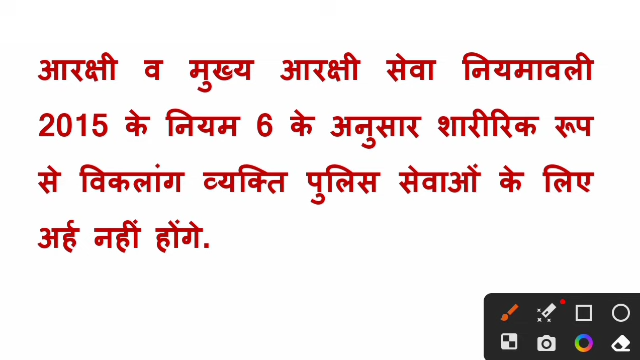 आरक्षी व मुख्य आरक्षी सेवा नियमावली
2015 के नियम 6 के अनुसार शारीरिक रूप
से विकलांग व्यक्ति पुलिस सेवाओं के लिए
अर्ह नहीं होंगे.